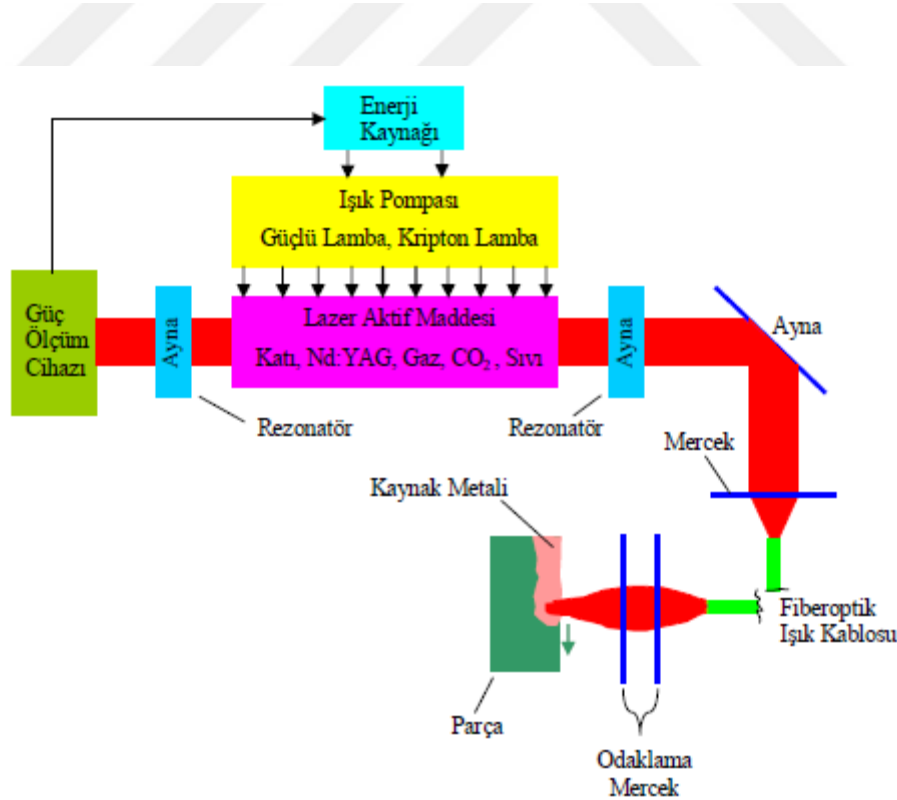 Enerji
Kaynağı
Işık Pompası
Güçlü Lamba, Kripton Lamba
Güç
Ölçüm
Cihazı
Ayna
Lazer Aktif Maddesi
Katı, Nd:YAG, Gaz, CO₂ , Sıvı
Ayna
Ayna
Rezonatör
Rezonatör
Mercek
Kaynak Metali
Fiberoptik
Işık Kablosu
Parça
Odaklama
Mercek